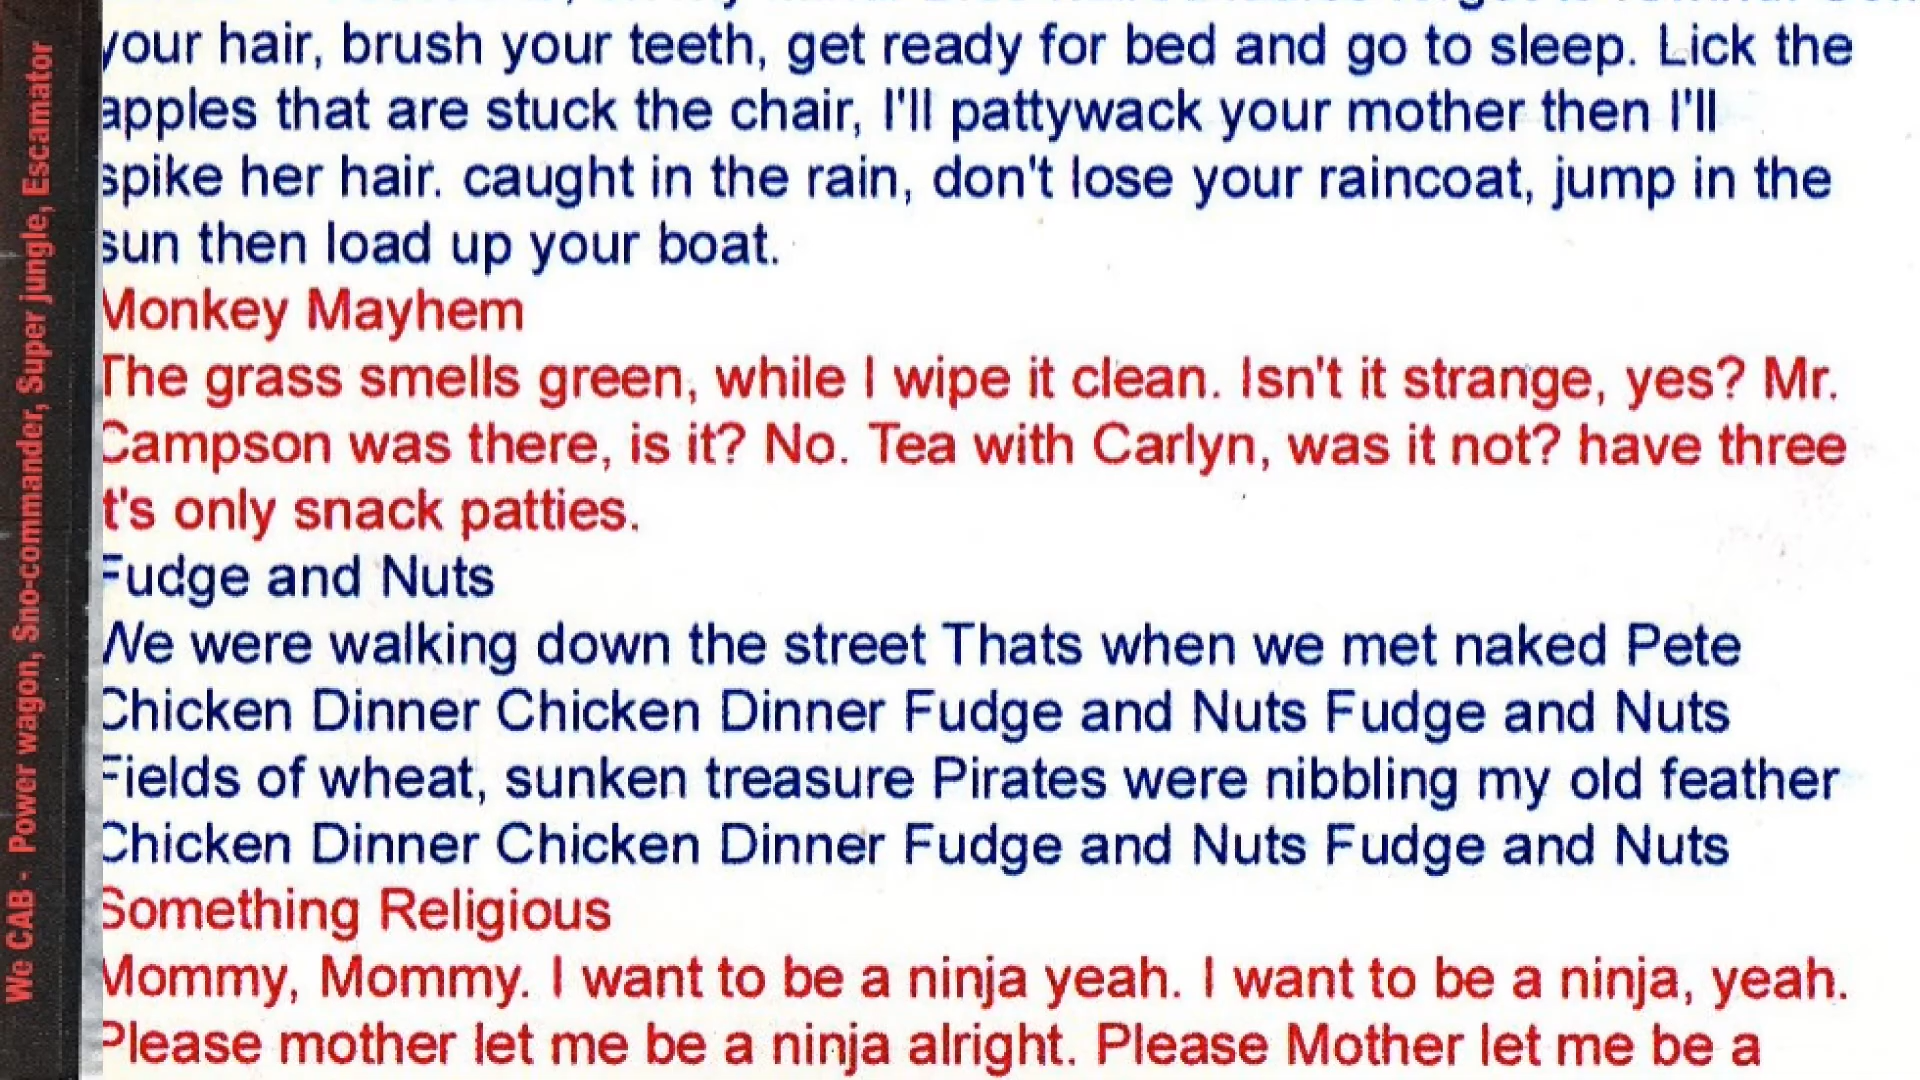 your hair, brush your teeth, get ready for bed and go to sleep. Lick the
apples that are stuck the chair, I'll pattywack your mother then I'll
spike her hair. caught in the rain, don't lose your raincoat, jump in the
sun then load up your boat.
Monkey Mayhem
The grass smells green, while I wipe it clean. Isn't it strange, yes? Mr.
Campson was there, is it? No. Tea with Carlyn, was it not? have three
t's only snack patties.
Fudge and Nuts
We were walking down the street Thats when we met naked Pete
Chicken Dinner Chicken Dinner Fudge and Nuts Fudge and Nuts
Fields of wheat, sunken treasure Pirates were nibbling my old feather
Chicken Dinner Chicken Dinner Fudge and Nuts Fudge and Nuts
Something Religious
Mommy, Mommy. I want to be a ninja yeah. I want to be a ninja, yeah.
Please mother let me be a ninja alright. Please Mother let me be a
We CAB - Power wagon, Sno-commander, Super jungle, Escamator